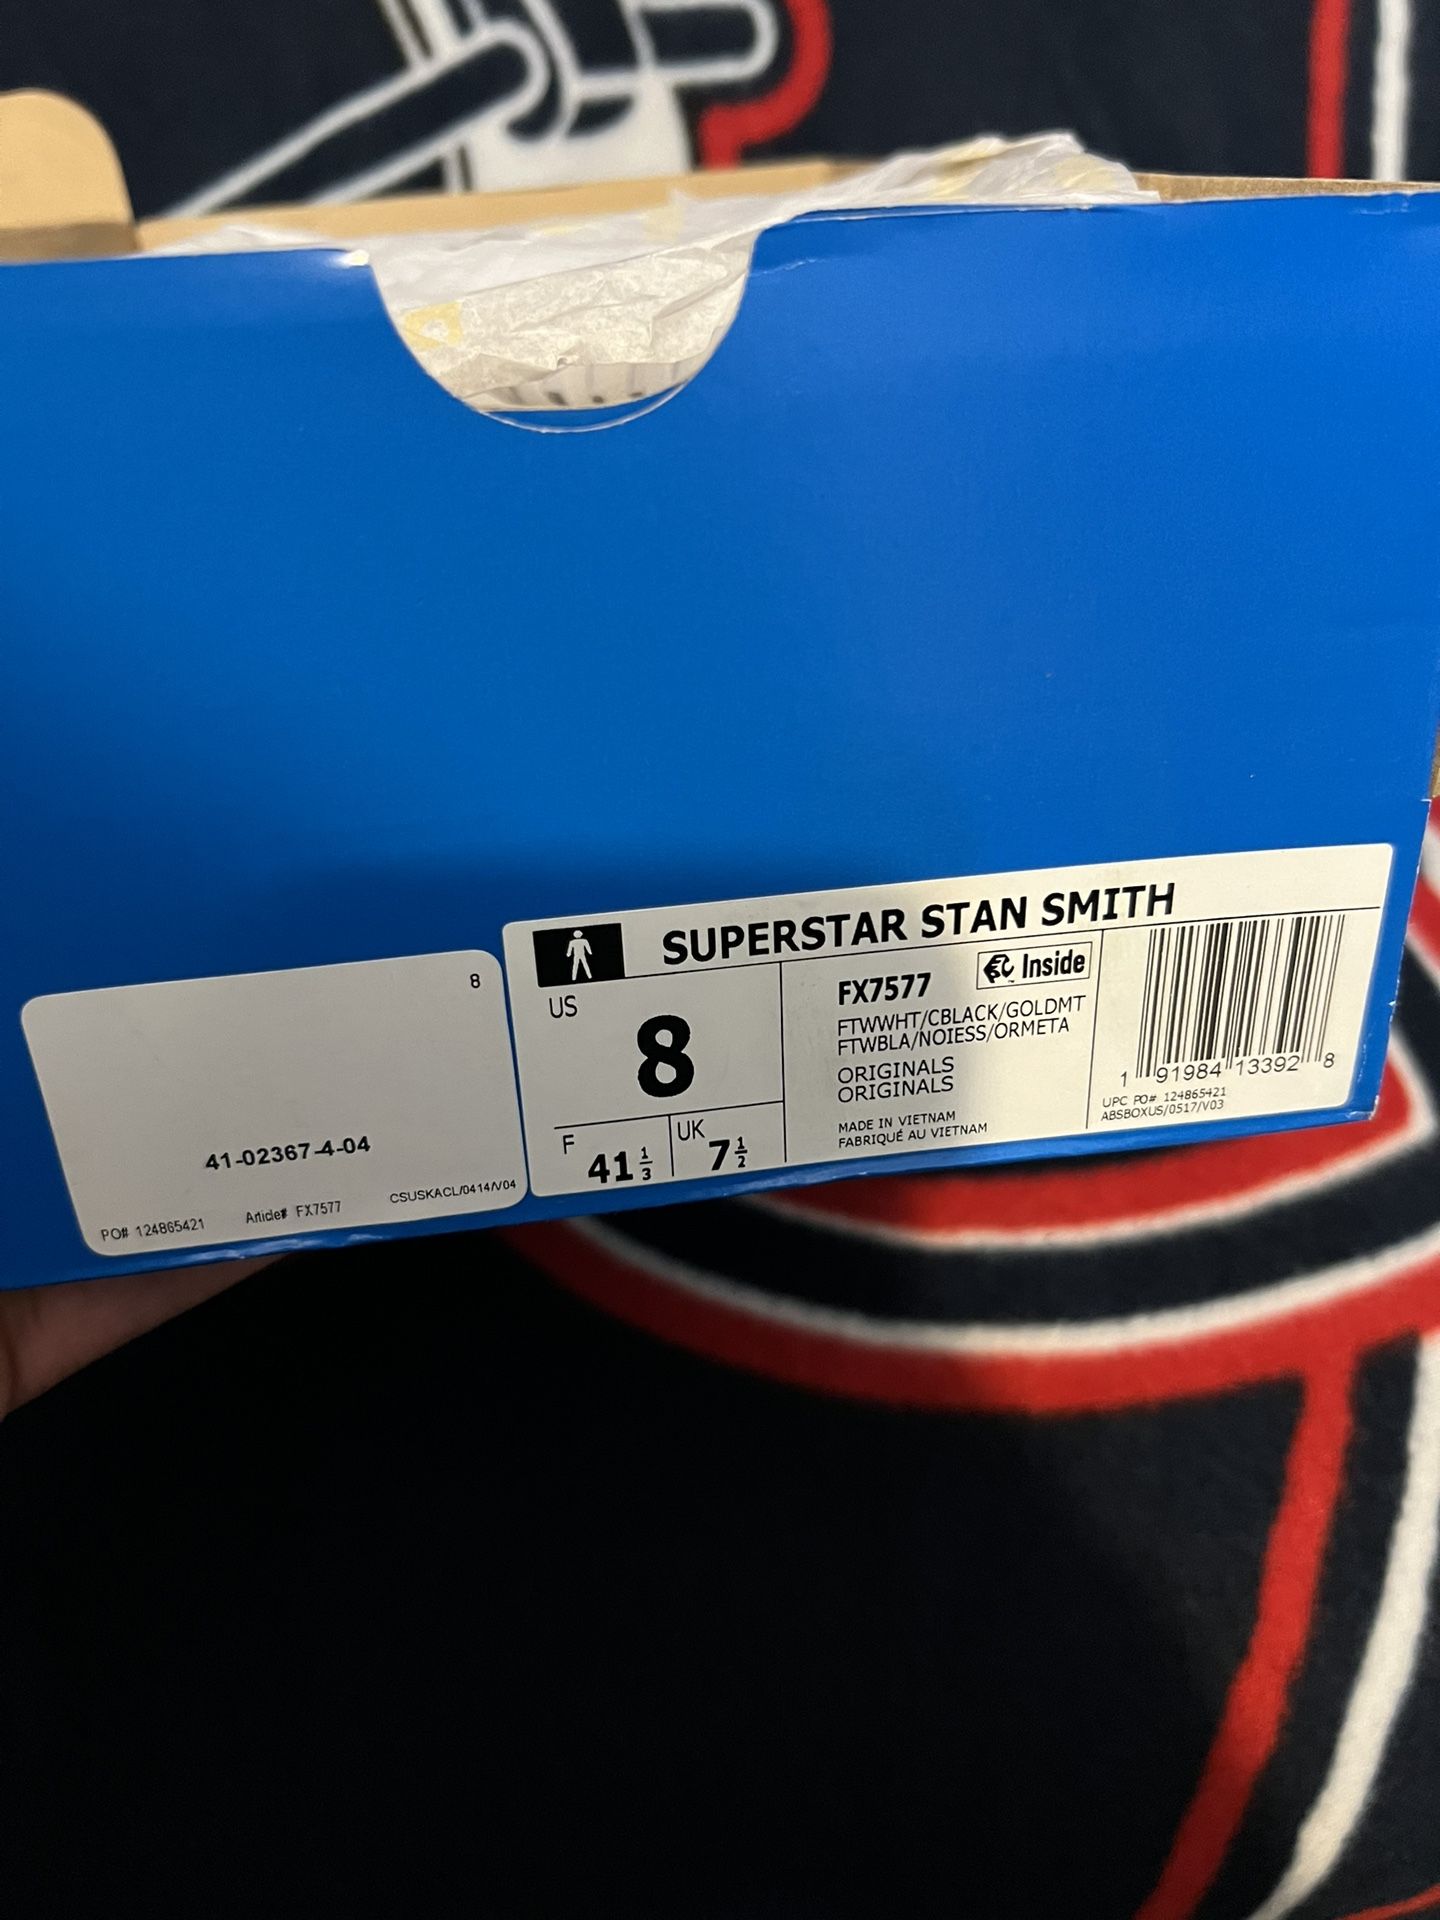 8
41-02367-4-04
PO# 124865421 Article# FX7577 CSUSKACL/0414/V04
SUPERSTAR STAN SMITH
US
8
F 41 1/3
UK 7 1/2
FX7577
Inside
FTWWHT/CBLACK/GOLDMT
FTWBLA/NOIESS/ORMETA
ORIGINALS
ORIGINALS
MADE IN VIETNAM
FABRIQUÉ AU VIETNAM
1 91984 13392 8
UPC PO# 124865421
ABSBOXUS/0517/V03